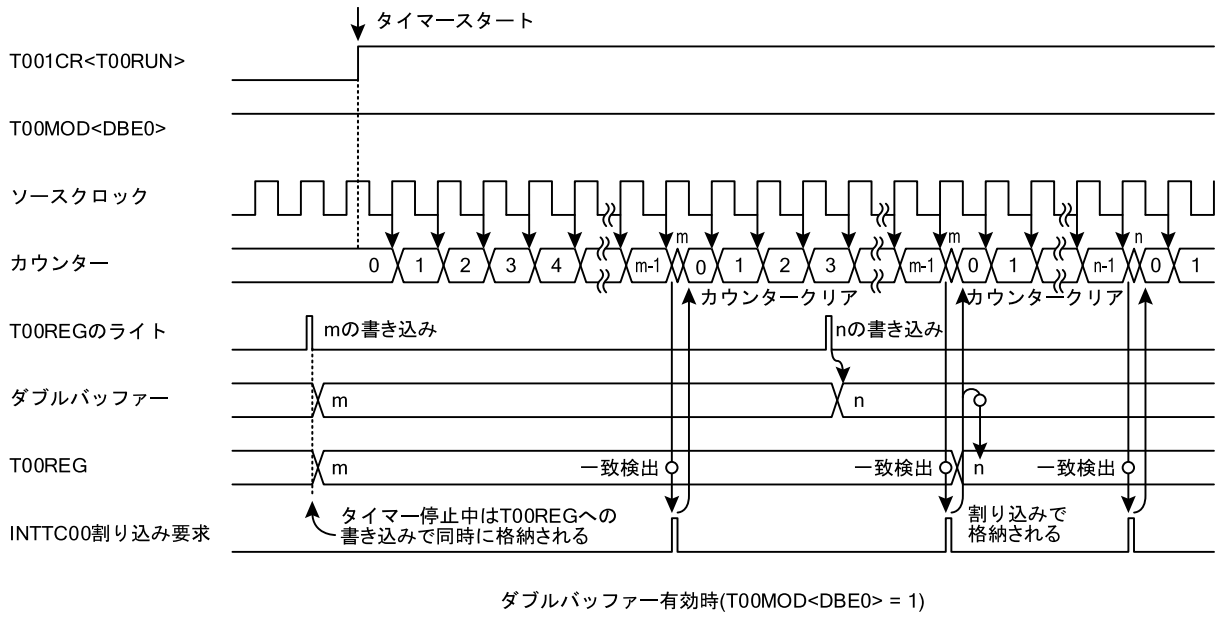 タイマースタート
T001CR<T00RUN>
T00MOD<DBE0>
ソースクロック
カウンター
0 1 2 3 4 m-1 m 0 1 2 3 m-1 m 0 1 n-1 n 0 1
カウンタークリア
カウンタークリア
T00REGのライト
mの書き込み
nの書き込み
ダブルバッファー
m
n
T00REG
m
一致検出
一致検出
n
一致検出
INTTC00割り込み要求
タイマー停止中はT00REGへの
書き込みで同時に格納される
割り込みで
格納される
ダブルバッファー有効時(T00MOD<DBE0> = 1)